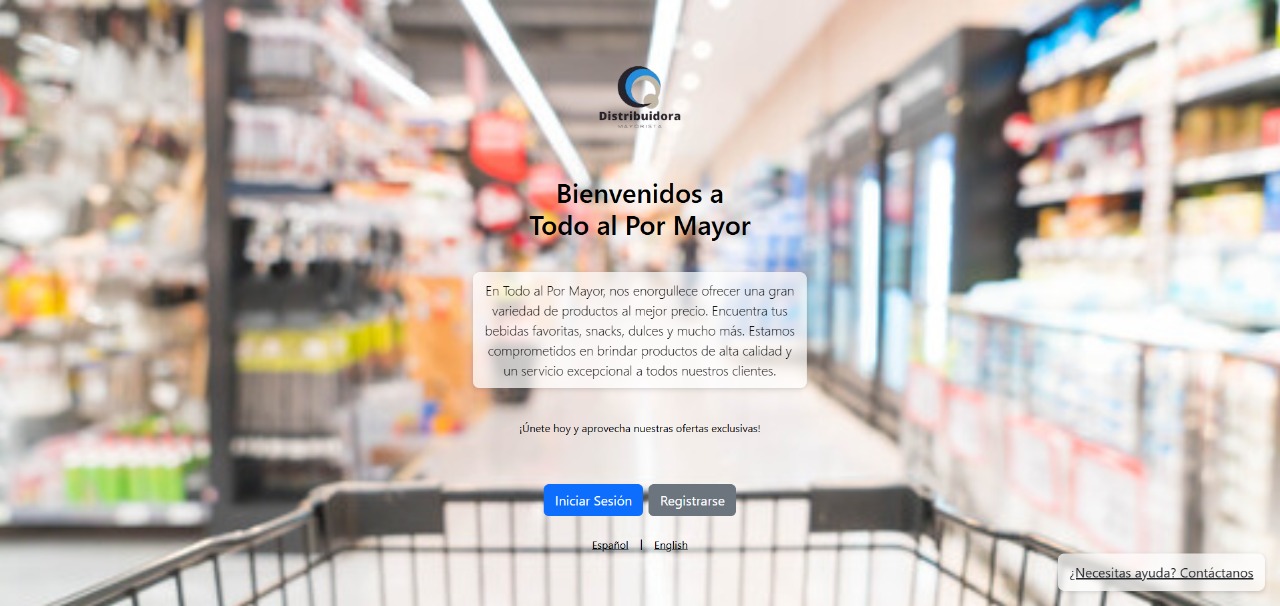 Distribuidora
MAYORISTA
Bienvenidos a
Todo al Por Mayor
En Todo al Por Mayor, nos enorgullece ofrecer una gran
variedad de productos al mejor precio. Encuentra tus
bebidas favoritas, snacks, dulces y mucho más. Estamos
comprometidos en brindar productos de alta calidad y
un servicio excepcional a todos nuestros clientes.
¡Únete hoy y aprovecha nuestras ofertas exclusivas!
Iniciar Sesión Registrarse
Español | English
¿Necesitas ayuda? Contáctanos